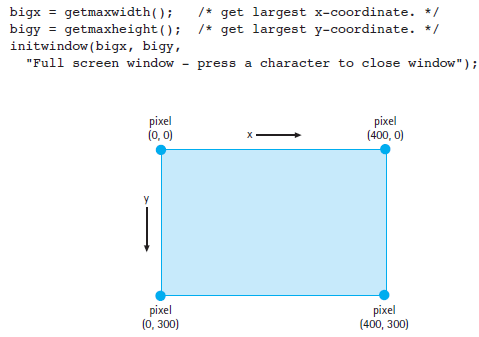 bigx = getmaxwidth();   /* get largest x-coordinate. */
bigy = getmaxheight();  /* get largest y-coordinate. */
initwindow(bigx, bigy,
  "Full screen window - press a character to close window");
pixel
(0, 0)
x
pixel
(400, 0)
y
pixel
(0, 300)
pixel
(400, 300)